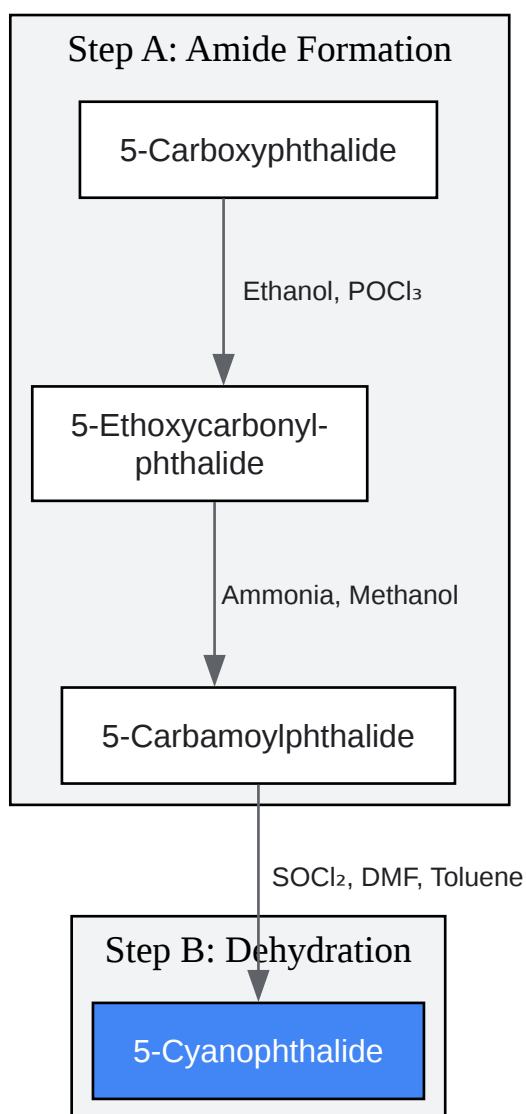 Step A: Amide Formation
5-Carboxyphthalide
Ethanol, POCl₃
5-Ethoxycarbonyl-
phthalide
Ammonia, Methanol
5-Carbamoylphthalide
SOCl₂, DMF, Toluene
Step B: Dehydration
5-Cyanophthalide